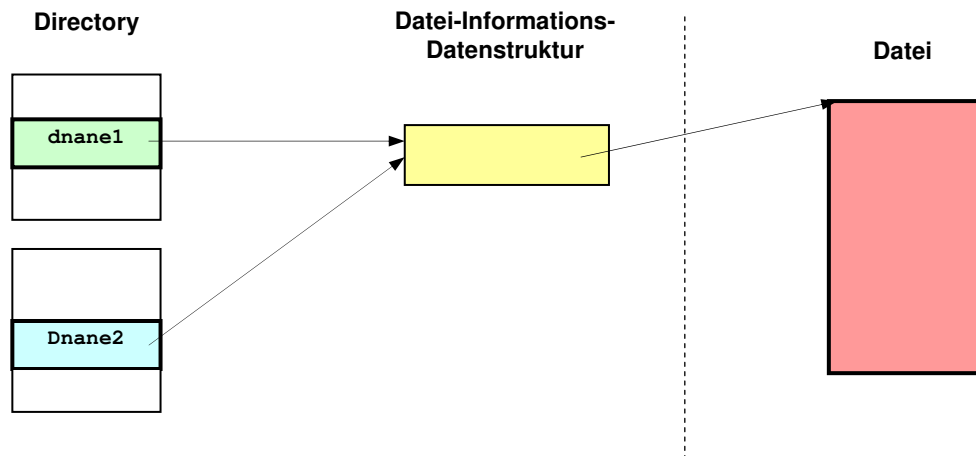 Directory
Datei-Informations-
Datenstruktur
Datei
dnane1
Dnane2